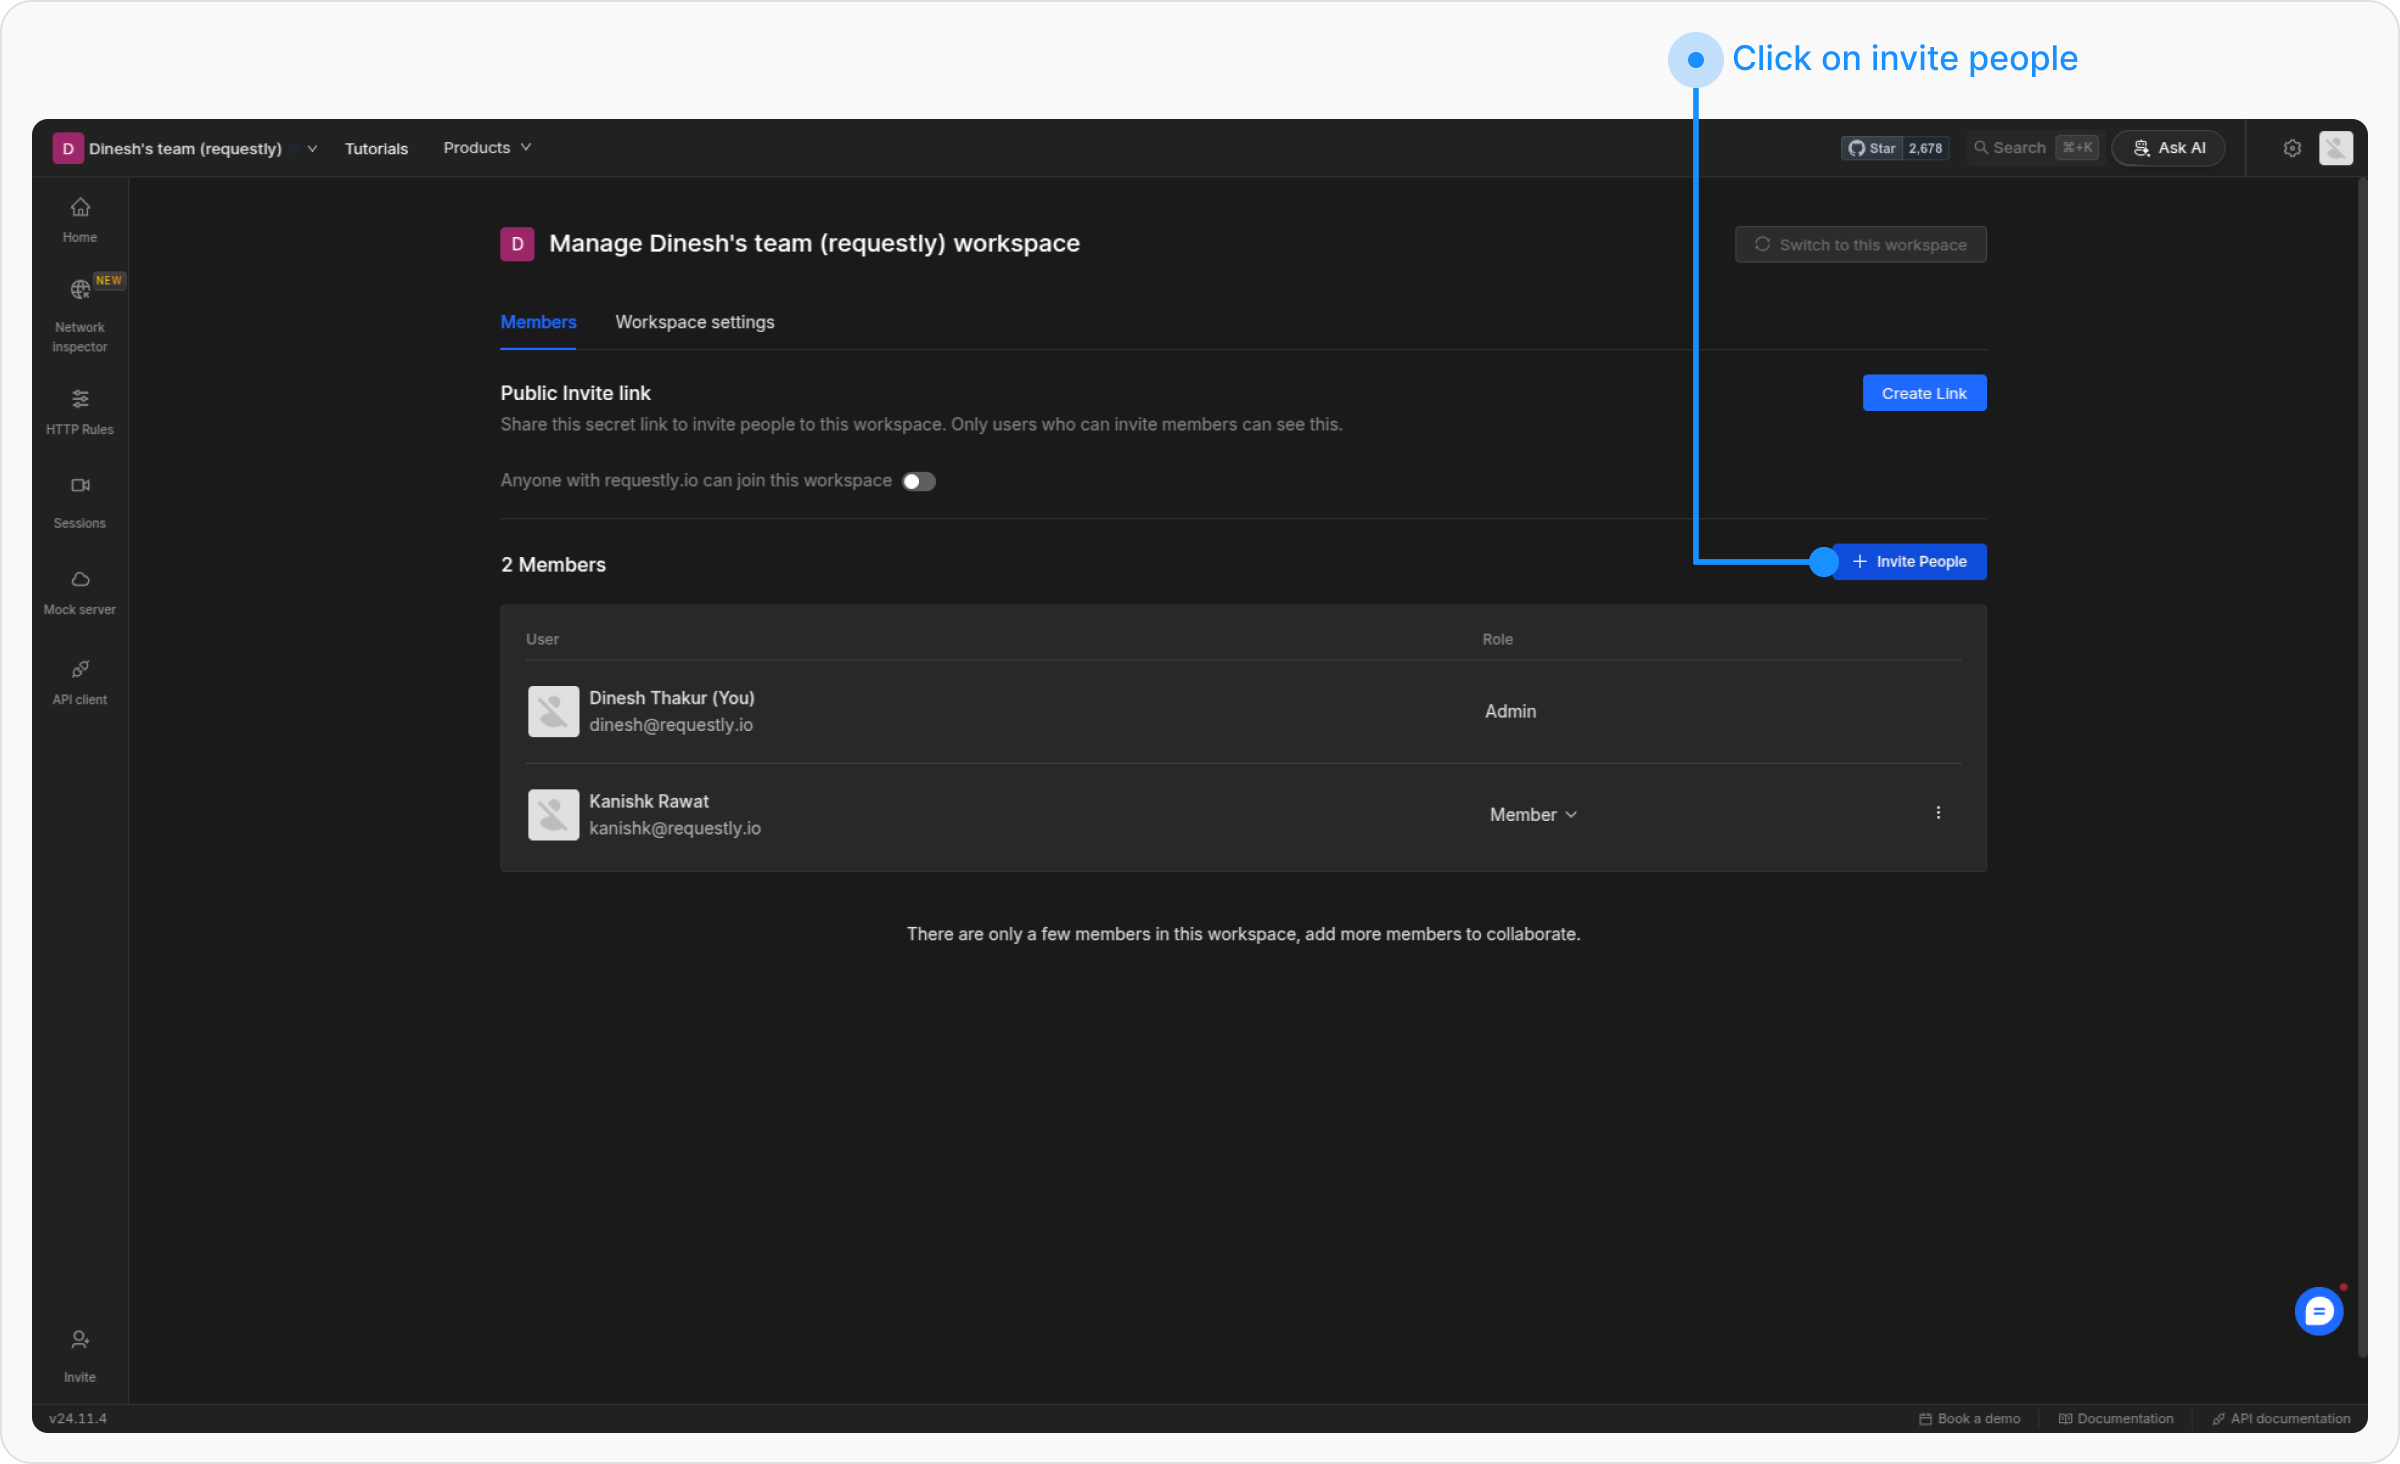 Click on invite people
D Dinesh's team (requestly) Tutorials Products Star 2,678 Search ⌘+K Ask AI
Home
NEW
Network
inspector
HTTP Rules
Sessions
Mock server
API client
Invite
D Manage Dinesh's team (requestly) workspace Switch to this workspace
Members Workspace settings
Public Invite link Create Link
Share this secret link to invite people to this workspace. Only users who can invite members can see this.
Anyone with requestly.io can join this workspace
2 Members + Invite People
User Role
Dinesh Thakur (You)
dinesh@requestly.io
Admin
Kanishk Rawat
kanishk@requestly.io
Member
There are only a few members in this workspace, add more members to collaborate.
v24.11.4 Book a demo Documentation API documentation